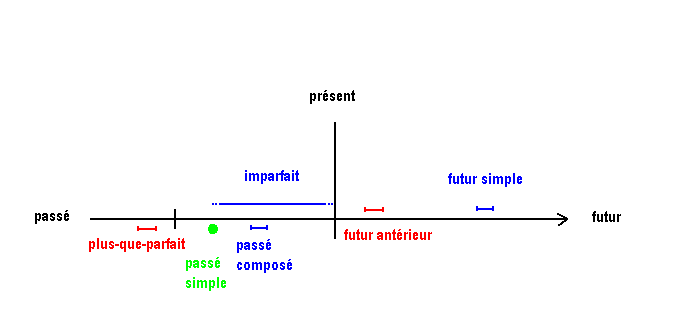 présent
imparfait
futur simple
passé
futur
plus-que-parfait
futur antérieur
passé
composé
passé
simple